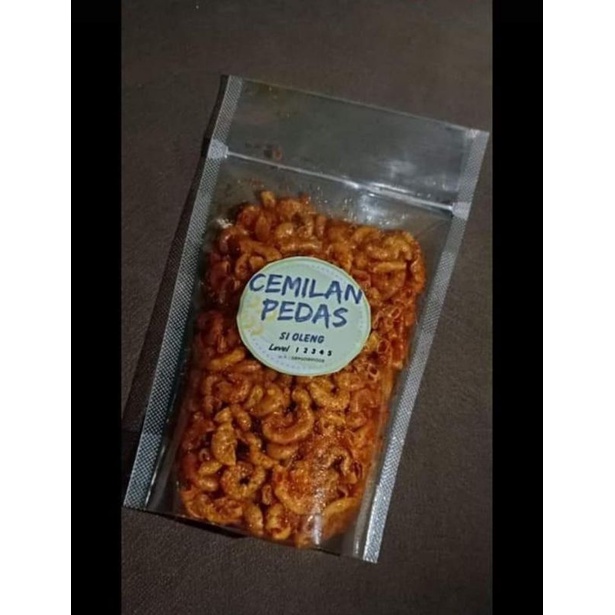 CEMILAN
PEDAS
SI OLENG
Level 1 2 3 4 5